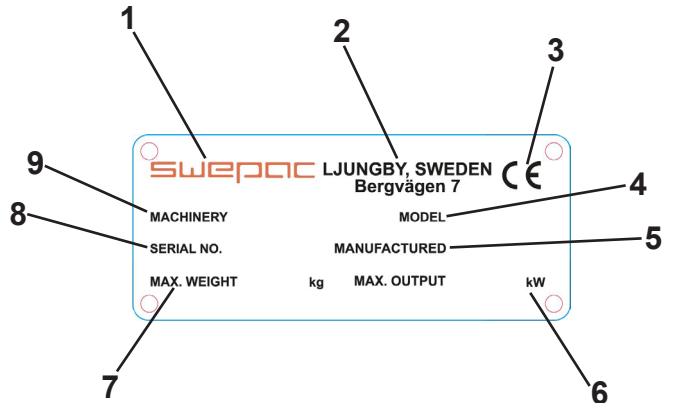 1
2
3
swepac LJUNGBY, SWEDEN CE
Bergvägen 7
9
4
MACHINERY MODEL
8
5
SERIAL NO. MANUFACTURED
MAX. WEIGHT kg MAX. OUTPUT kW
7
6